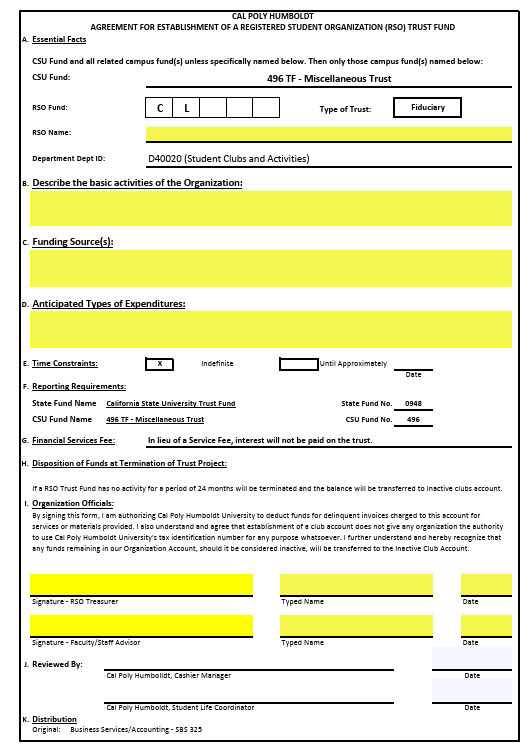 CAL POLY HUMBOLDT
AGREEMENT FOR ESTABLISHMENT OF A REGISTERED STUDENT ORGANIZATION (RSO) TRUST FUND
A. Essential Facts
CSU Fund and all related campus fund(s) unless specifically named below. Then only those campus fund(s) named below:
CSU Fund: 496 TF - Miscellaneous Trust
RSO Fund: C L Type of Trust: Fiduciary
RSO Name:
Department Dept ID: D40020 (Student Clubs and Activities)
B. Describe the basic activities of the Organization:
C. Funding Source(s):
D. Anticipated Types of Expenditures:
E. Time Constraints: X Indefinite Until Approximately
Date
F. Reporting Requirements:
State Fund Name California State University Trust Fund State Fund No. 0948
CSU Fund Name 496 TF - Miscellaneous Trust CSU Fund No. 496
G. Financial Services Fee: In lieu of a Service Fee, interest will not be paid on the trust.
H. Disposition of Funds at Termination of Trust Project:
If a RSO Trust Fund has no activity for a period of 24 months will be terminated and the balance will be transferred to Inactive clubs account.
I. Organization Officials:
By signing this form, I am authorizing Cal Poly Humboldt University to deduct funds for delinquent invoices charged to this account for
services or materials provided. I also understand and agree that establishment of a club account does not give any organization the authority
to use Cal Poly Humboldt University's tax identification number for any purpose whatsoever. I further understand and hereby recognize that
any funds remaining in our Organization Account, should it be considered inactive, will be transferred to the Inactive Club Account.
Signature - RSO Treasurer Typed Name Date
Signature - Faculty/Staff Advisor Typed Name Date
J. Reviewed By:
Cal Poly Humbolldt, Cashier Manager Date
Cal Poly Humboldt, Student Life Coordinator Date
K. Distribution
Original: Business Services/Accounting - SBS 325